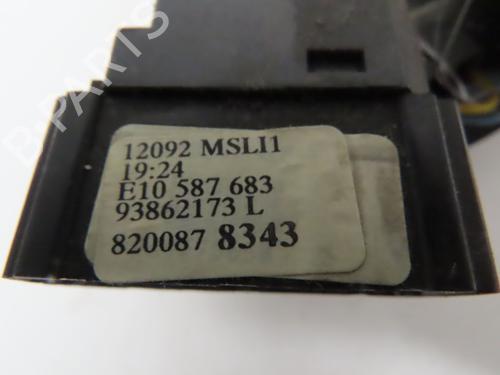 12092 MSLI1
19:24
E10 587 683
93862173 L
820087 8343
B-PARTS